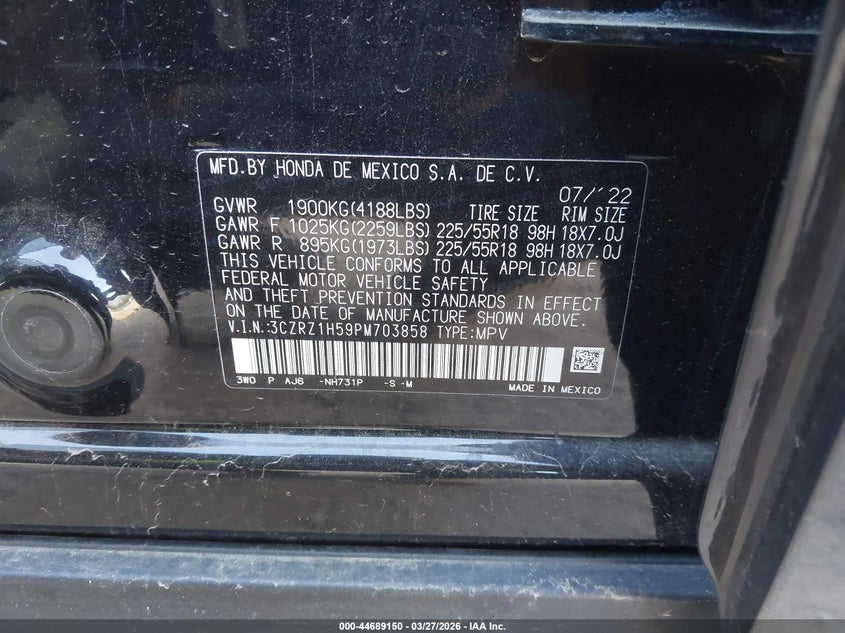 MFD.BY HONDA DE MEXICO S.A. DE C.V.
07/'22
GVWR 1900KG(4188LBS) TIRE SIZE RIM SIZE
GAWR F 1025KG(2259LBS) 225/55R18 98H 18X7.0J
GAWR R 895KG(1973LBS) 225/55R18 98H 18X7.0J
THIS VEHICLE CONFORMS TO ALL APPLICABLE
FEDERAL MOTOR VEHICLE SAFETY
AND THEFT PREVENTION STANDARDS IN EFFECT
ON THE DATE OF MANUFACTURE SHOWN ABOVE.
V.I.N:3CZRZ1H59PM703858 TYPE:MPV
3W0 P AJ6 -NH731P -S-M MADE IN MEXICO
000-44689150 - 03/27/2026 - IAA Inc.